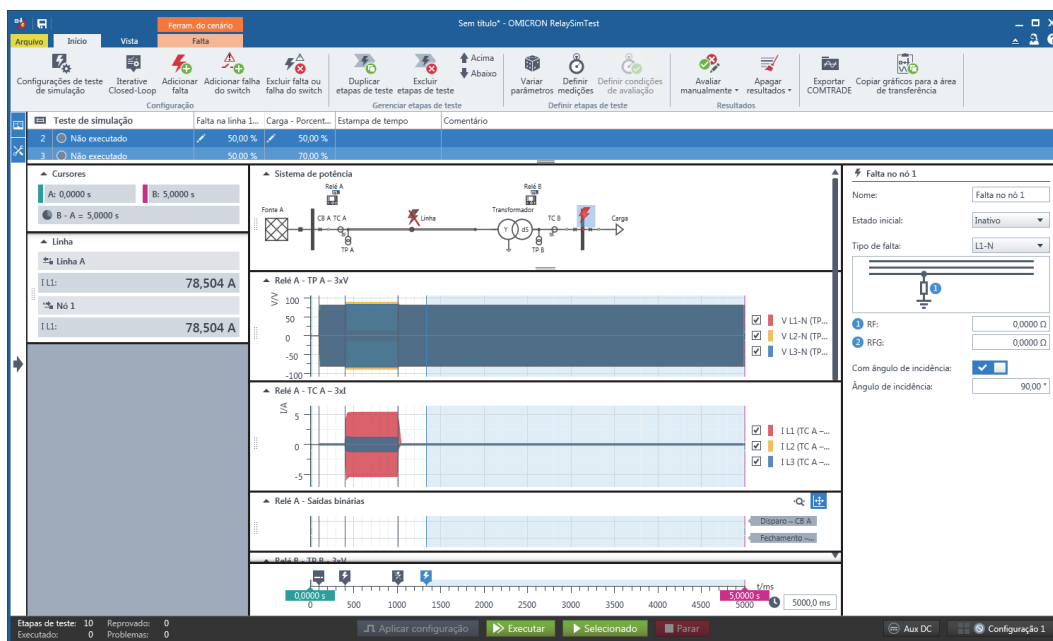 Ferram. do cenário
Sem título* - OMICRON RelaySimTest
Arquivo Início Vista Falta
Configurações de teste de simulação
Iterative Closed-Loop
Adicionar falta
Adicionar falha do switch
Excluir falta ou falha do switch
Configuração
Duplicar etapas de teste
Excluir etapas de teste
Acima
Abaixo
Gerenciar etapas de teste
Variar parâmetros
Definir medições
Definir condições de avaliação
Definir etapas de teste
Avaliar manualmente
Apagar resultados
Resultados
Exportar COMTRADE
Copiar gráficos para a área de transferência
Teste de simulação Falta na linha 1... Carga - Porcent... Estampa de tempo Comentário
2 Não executado 50,00 % 50,00 %
3 Não executado 50,00 % 70,00 %
Cursores
A: 0,0000 s B: 5,0000 s
B - A = 5,0000 s
Linha
Linha A
I L1: 78,504 A
Nó 1
I L1: 78,504 A
Sistema de potência
Relé A Relé B
Fonte A CB A TC A Linha Transformador TC B Carga
Y d5
TP A TP B
Relé A - TP A – 3xV
V/V
100
50
0
-50
-100
V L1-N (TP...
V L2-N (TP...
V L3-N (TP...
Relé A - TC A – 3xI
I/A
5
0
-5
I L1 (TC A –...
I L2 (TC A –...
I L3 (TC A –...
Relé A - Saídas binárias
Disparo – CB A
Fechamento –...
Relé B - TP B - 3xV
t/ms
0,0000 s 5,0000 s
0 500 1000 1500 2000 2500 3000 3500 4000 4500 5000
5000,0 ms
Falta no nó 1
Nome: Falta no nó 1
Estado inicial: Inativo
Tipo de falta: L1-N
1
1 RF: 0,0000 Ω
2 RFG: 0,0000 Ω
Com ângulo de incidência:
Ângulo de incidência: 90,00 °
Etapas de teste: 10 Reprovado: 0
Executado: 0 Problemas: 0
Aplicar configuração
Executar
Selecionado
Parar
Aux DC
Configuração 1